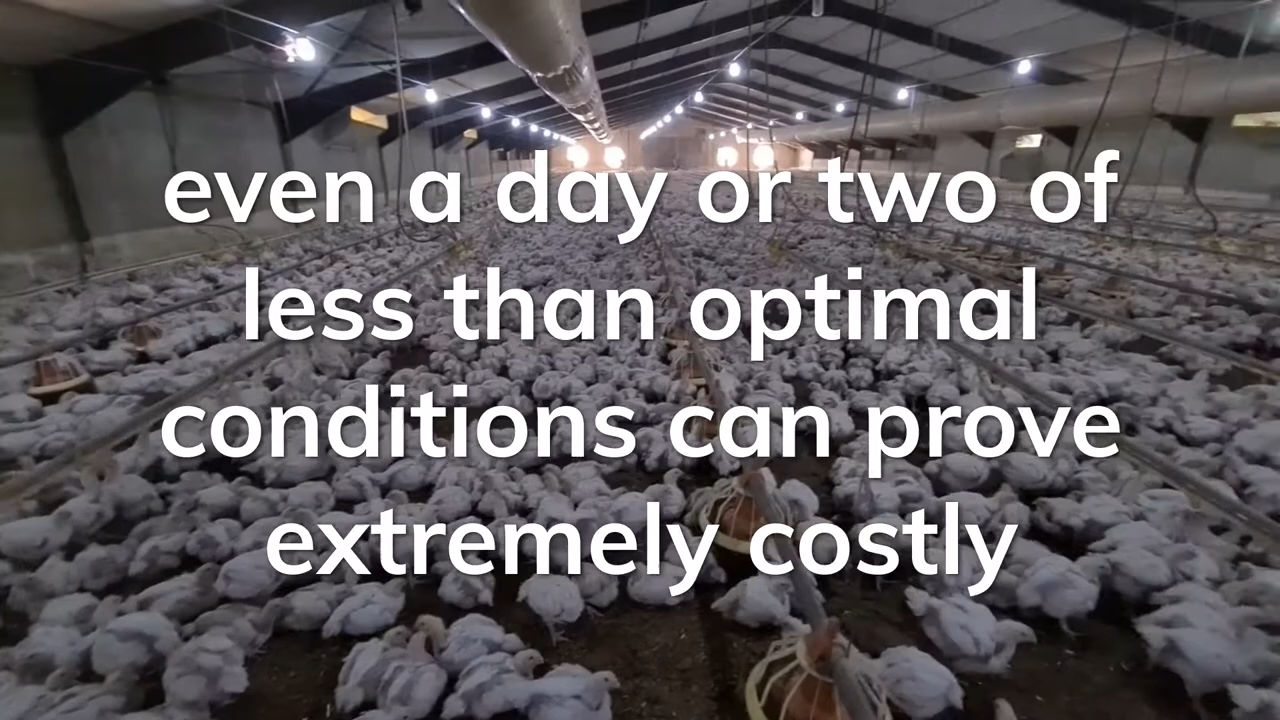 even a day or two of
less than optimal
conditions can prove
extremely costly